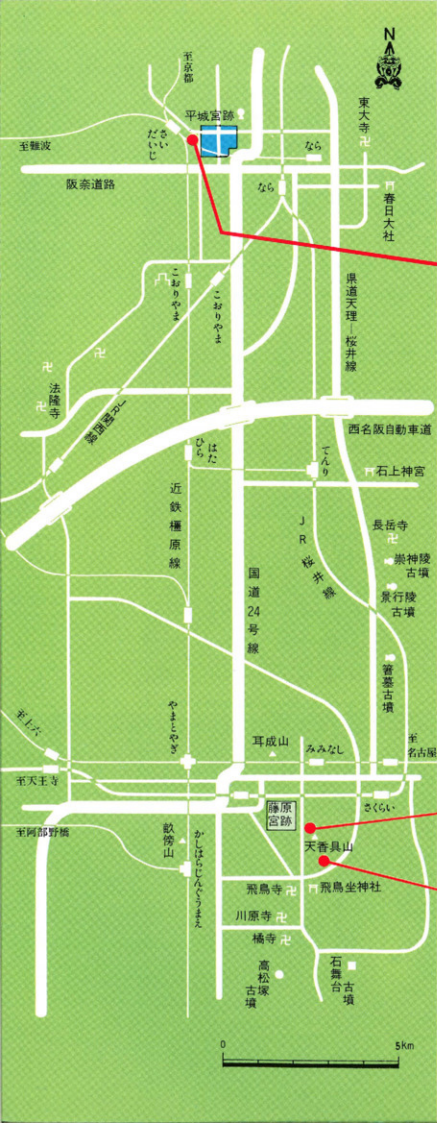 N
至京都
平城宮跡
東大寺
さいだいじ
至難波
なら
阪奈道路
なら
春日大社
こおりやま
こおりやま
県道天理―桜井線
法隆寺
JR関西線
西名阪自動車道
ひらはた
てんり
石上神宮
近鉄橿原線
JR桜井線
長岳寺
崇神陵
古墳
国道24号線
景行陵
古墳
箸墓古墳
やまとやぎ
至上六
耳成山
みみなし
至
名古屋
至天王寺
藤原
宮跡
さくらい
至阿部野橋
畝傍山
かしはらじんぐうまえ
天香具山
飛鳥寺
飛鳥坐神社
川原寺
橘寺
高松塚
古墳
石舞台
古墳
0
5Km